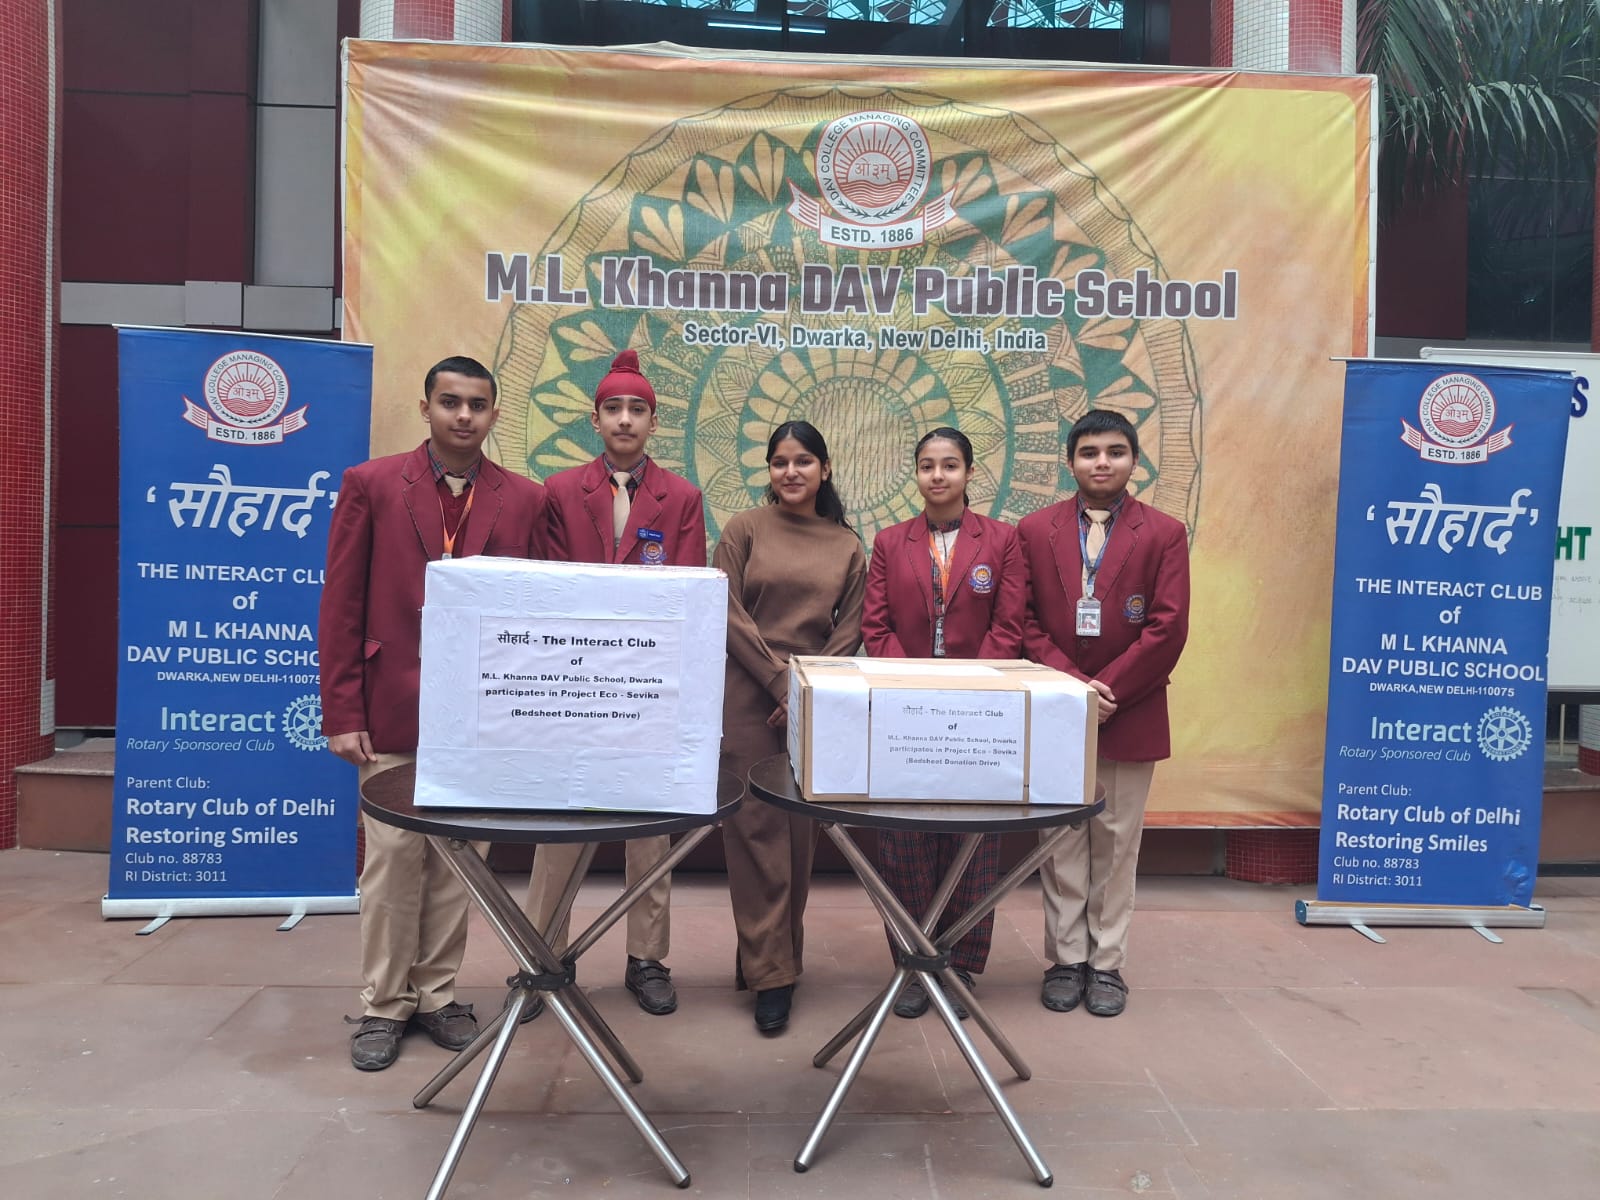 DAV COLLEGE MANAGING COMMITTEE
ओ३म्
ESTD. 1886
M.L. Khanna DAV Public School
Sector-VI, Dwarka, New Delhi, India
DAV COLLEGE MANAGING COMMITTEE
ओ३म्
ESTD. 1886
'सौहार्द'
THE INTERACT CLU
of
M L KHANNA
DAV PUBLIC SCHO
DWARKA,NEW DELHI-110075
Interact
Rotary Sponsored Club
Parent Club:
Rotary Club of Delhi
Restoring Smiles
Club no. 88783
RI District: 3011
सौहार्द - The Interact Club
of
M.L. Khanna DAV Public School, Dwarka
participates in Project Eco - Sevika
(Bedsheet Donation Drive)
सौहार्द - The Interact Club
of
M.L. Khanna DAV Public School, Dwarka
participates in Project Eco - Sevika
(Bedsheet Donation Drive)
DAV COLLEGE MANAGING COMMITTEE
ओ३म्
ESTD. 1886
'सौहार्द'
THE INTERACT CLUB
of
M L KHANNA
DAV PUBLIC SCHOOL
DWARKA,NEW DELHI-110075
Interact
Rotary Sponsored Club
Parent Club:
Rotary Club of Delhi
Restoring Smiles
Club no. 88783
RI District: 3011
S
HT